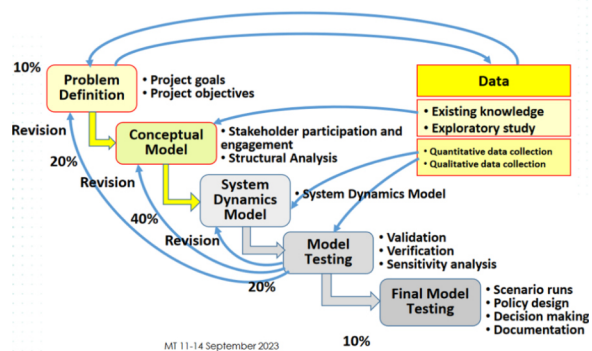 10%
Problem
Definition
• Project goals
• Project objectives
Data
• Existing knowledge
• Exploratory study
• Quantitative data collection
• Qualitative data collection
Revision
Conceptual
Model
• Stakeholder participation and
engagement
• Structural Analysis
20%
Revision
System
Dynamics
Model
• System Dynamics Model
40%
Revision
Model
Testing
• Validation
• Verification
• Sensitivity analysis
20%
Final Model
Testing
• Scenario runs
• Policy design
• Decision making
• Documentation
10%
MT 11-14 September 2023